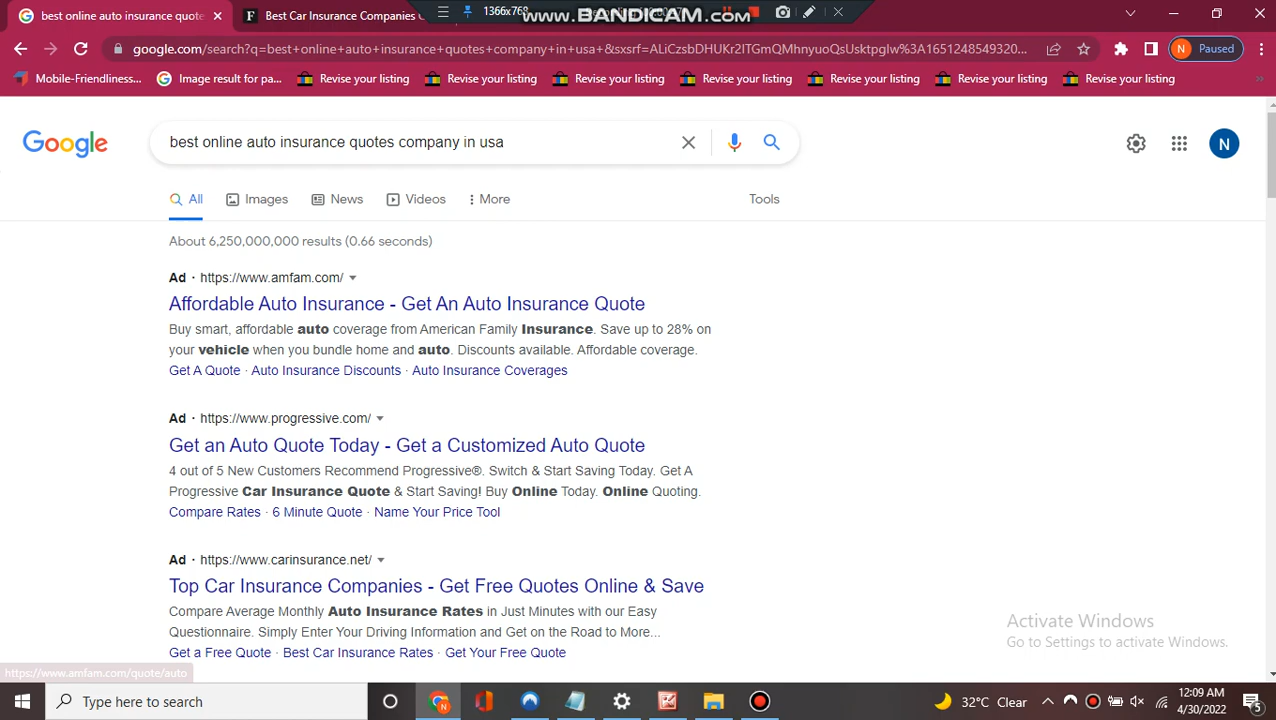 best online auto insurance quote
Best Car Insurance Companies
1366x768
www.BANDICAM.com
google.com/search?q=best+online+auto+insurance+quotes+company+in+usa+&sxsrf=ALiCzsbDHUKr2ITGmQMhnyuoQsUsktpglw%3A1651248549320...
N Paused
Mobile-Friendliness...
Image result for pa...
Revise your listing
Revise your listing
Revise your listing
Revise your listing
Revise your listing
Revise your listing
Revise your listing
Google
best online auto insurance quotes company in usa
N
All Images News Videos More Tools
About 6,250,000,000 results (0.66 seconds)
Ad · https://www.amfam.com/
Affordable Auto Insurance - Get An Auto Insurance Quote
Buy smart, affordable auto coverage from American Family Insurance. Save up to 28% on
your vehicle when you bundle home and auto. Discounts available. Affordable coverage.
Get A Quote · Auto Insurance Discounts · Auto Insurance Coverages
Ad · https://www.progressive.com/
Get an Auto Quote Today - Get a Customized Auto Quote
4 out of 5 New Customers Recommend Progressive®. Switch & Start Saving Today. Get A
Progressive Car Insurance Quote & Start Saving! Buy Online Today. Online Quoting.
Compare Rates · 6 Minute Quote · Name Your Price Tool
Ad · https://www.carinsurance.net/
Top Car Insurance Companies - Get Free Quotes Online & Save
Compare Average Monthly Auto Insurance Rates in Just Minutes with our Easy
Questionnaire. Simply Enter Your Driving Information and Get on the Road to More...
Get a Free Quote · Best Car Insurance Rates · Get Your Free Quote
Activate Windows
Go to Settings to activate Windows.
https://www.amfam.com/quote/auto
Type here to search
32°C Clear
12:09 AM
4/30/2022
5